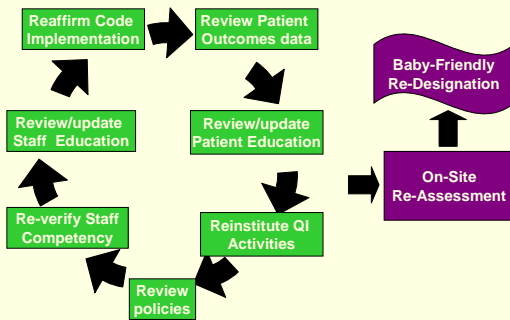 Reaffirm Code
Implementation
Review Patient
Outcomes data
Baby-Friendly
Re-Designation
Review/update
Staff Education
Review/update
Patient Education
On-Site
Re-Assessment
Re-verify Staff
Competency
Reinstitute QI
Activities
Review
policies